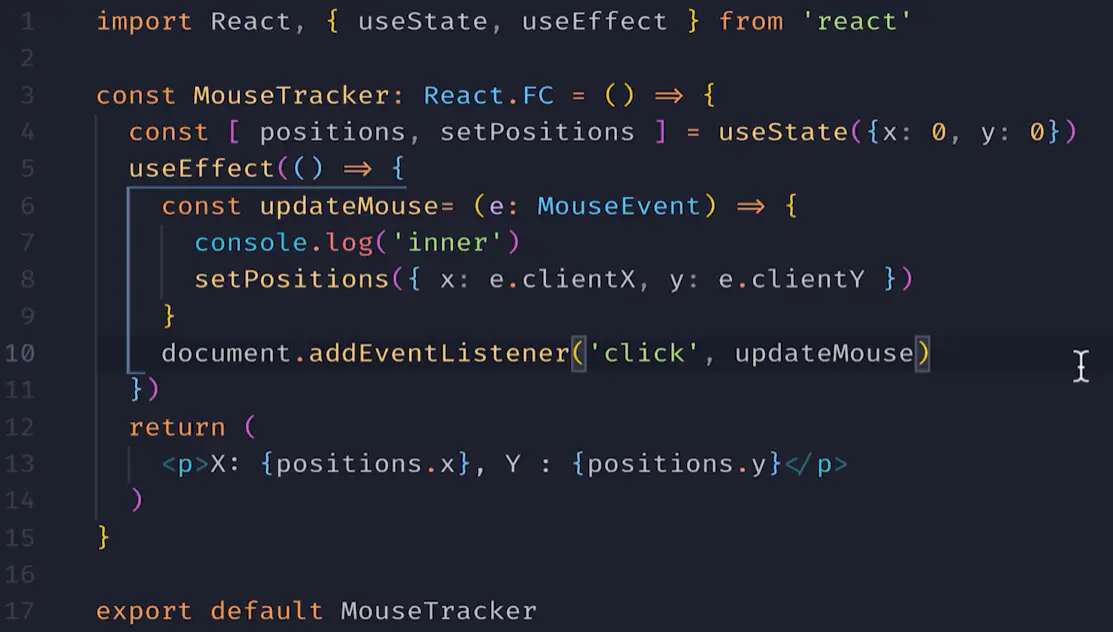 1 import React, { useState, useEffect } from 'react'
2
3 const MouseTracker: React.FC = () => {
4 const [ positions, setPositions ] = useState({x: 0, y: 0})
5 useEffect(() => {
6 const updateMouse= (e: MouseEvent) => {
7 console.log('inner')
8 setPositions({ x: e.clientX, y: e.clientY })
9 }
10 document.addEventListener('click', updateMouse)
11 })
12 return (
13 <p>X: {positions.x}, Y : {positions.y}</p>
14 )
15 }
16
17 export default MouseTracker